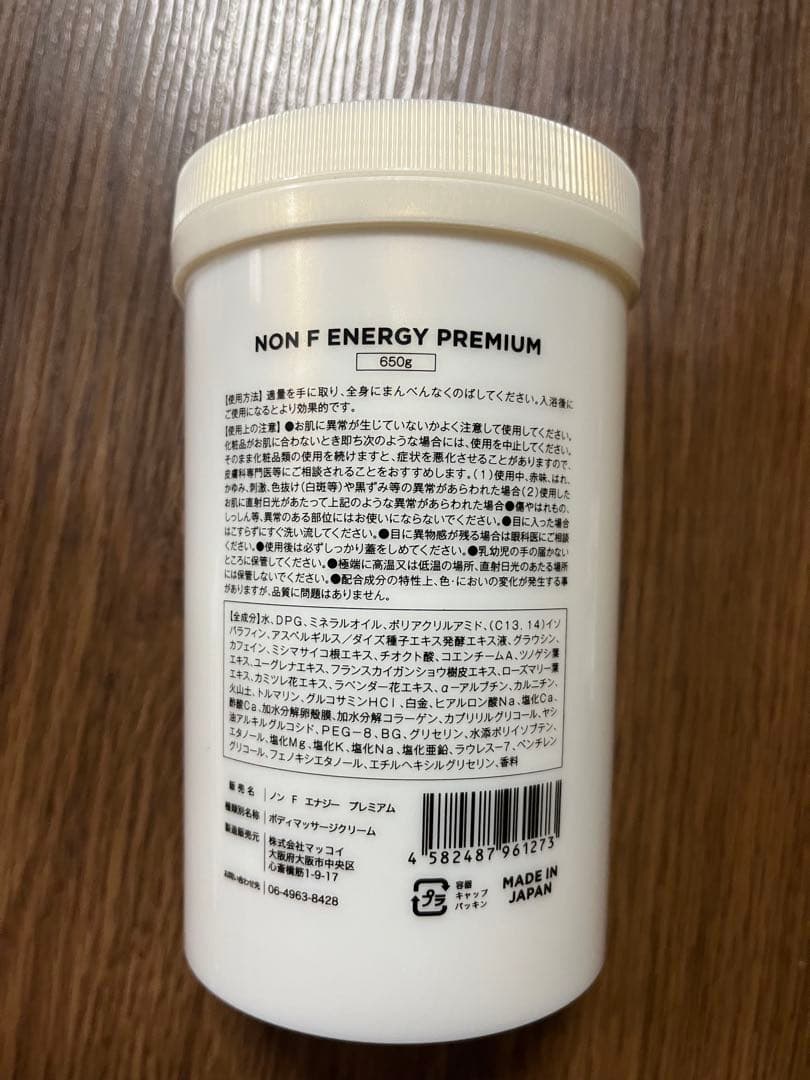 NON F ENERGY PREMIUM
650g
【使用方法】適量を手に取り、全身にまんべんなくのばしてください。入浴後に
ご使用になるとより効果的です。
【使用上の注意】●お肌に異常が生じていないかよく注意して使用してください。
化粧品がお肌に合わないとき即ち次のような場合には、使用を中止してください。
そのまま化粧品類の使用を続けますと、症状を悪化させることがありますので、
皮膚科専門医等にご相談されることをおすすめします。(1)使用中、赤味、はれ、
かゆみ、刺激、色抜け(白斑等)や黒ずみ等の異常があらわれた場合(2)使用した
お肌に直射日光があたって上記のような異常があらわれた場合●傷やはれもの、
しっしん等、異常のある部位にはお使いにならないでください。●目に入った場合
はこすらずにすぐ洗い流してください。●目に異物感が残る場合は眼科医にご相談
ください。●使用後は必ずしっかり蓋をしめてください。●乳幼児の手の届かない
ところに保管してください。●極端に高温又は低温の場所、直射日光のあたる場所
には保管しないでください。●配合成分の特性上、色・においの変化が発生する事
がありますが、品質に問題はありません。
【全成分】水、DPG、ミネラルオイル、ポリアクリルアミド、(C13,14)イソ
パラフィン、アスペルギルス/ダイズ種子エキス発酵エキス液、グラウシン、
カフェイン、ミシマサイコ根エキス、チオクト酸、コエンチームA、ツノゲシ葉
エキス、ユーグレナエキス、フランスカイガンショウ樹皮エキス、ローズマリー葉
エキス、カミツレ花エキス、ラベンダー花エキス、α-アルブチン、カルニチン、
火山土、トルマリン、グルコサミンHCl、白金、ヒアルロン酸Na、塩化Ca、
酢酸Ca、加水分解卵殻膜、加水分解コラーゲン、カプリリルグリコール、ヤシ
油アルキルグルコシド、PEG-8、BG、グリセリン、水添ポリイソブテン、
エタノール、塩化Mg、塩化K、塩化Na、塩化亜鉛、ラウレス-7、ペンチレン
グリコール、フェノキシエタノール、エチルヘキシルグリセリン、香料
販売名 ノン F エナジー プレミアム
種類別名称 ボディマッサージクリーム
製造販売元 株式会社マッコイ
大阪府大阪市中央区
心斎橋筋1-9-17
お問い合わせ先 06-4963-8428
4 582487 961273
プラ
容器
キャップ
パッキン
MADE IN
JAPAN